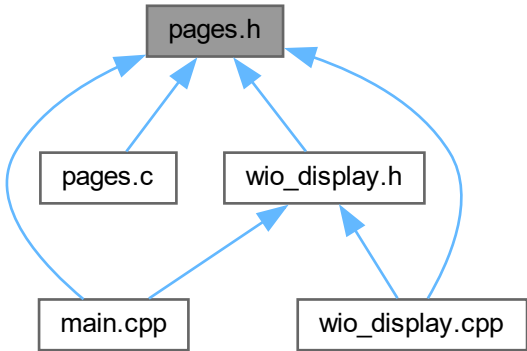 pages.h
pages.c
wio_display.h
main.cpp
wio_display.cpp